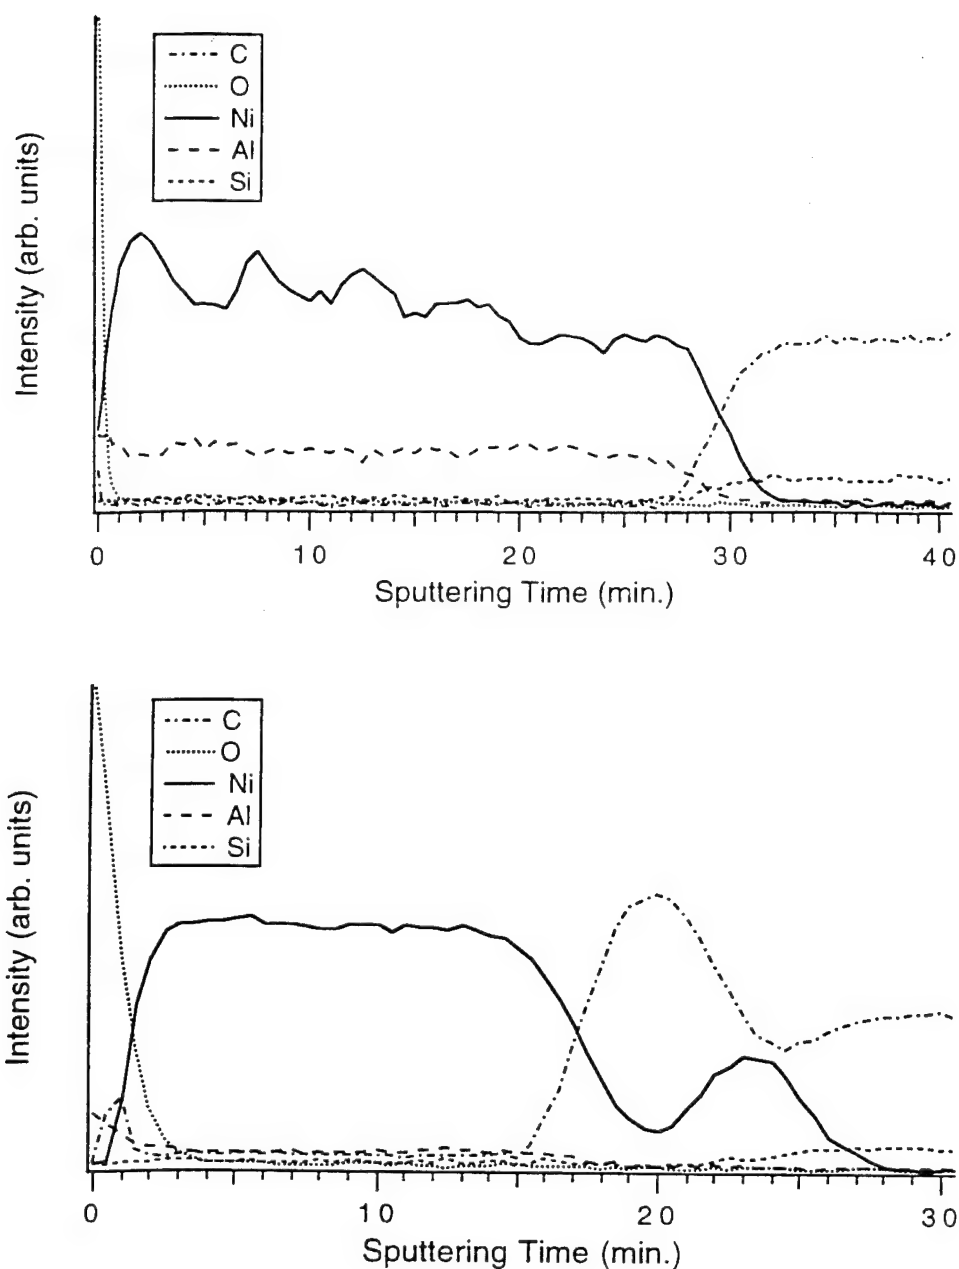 C
O
Ni
Al
Si
Intensity (arb. units)
0 10 20 30 40
Sputtering Time (min.)
C
O
Ni
Al
Si
Intensity (arb. units)
0 10 20 30
Sputtering Time (min.)